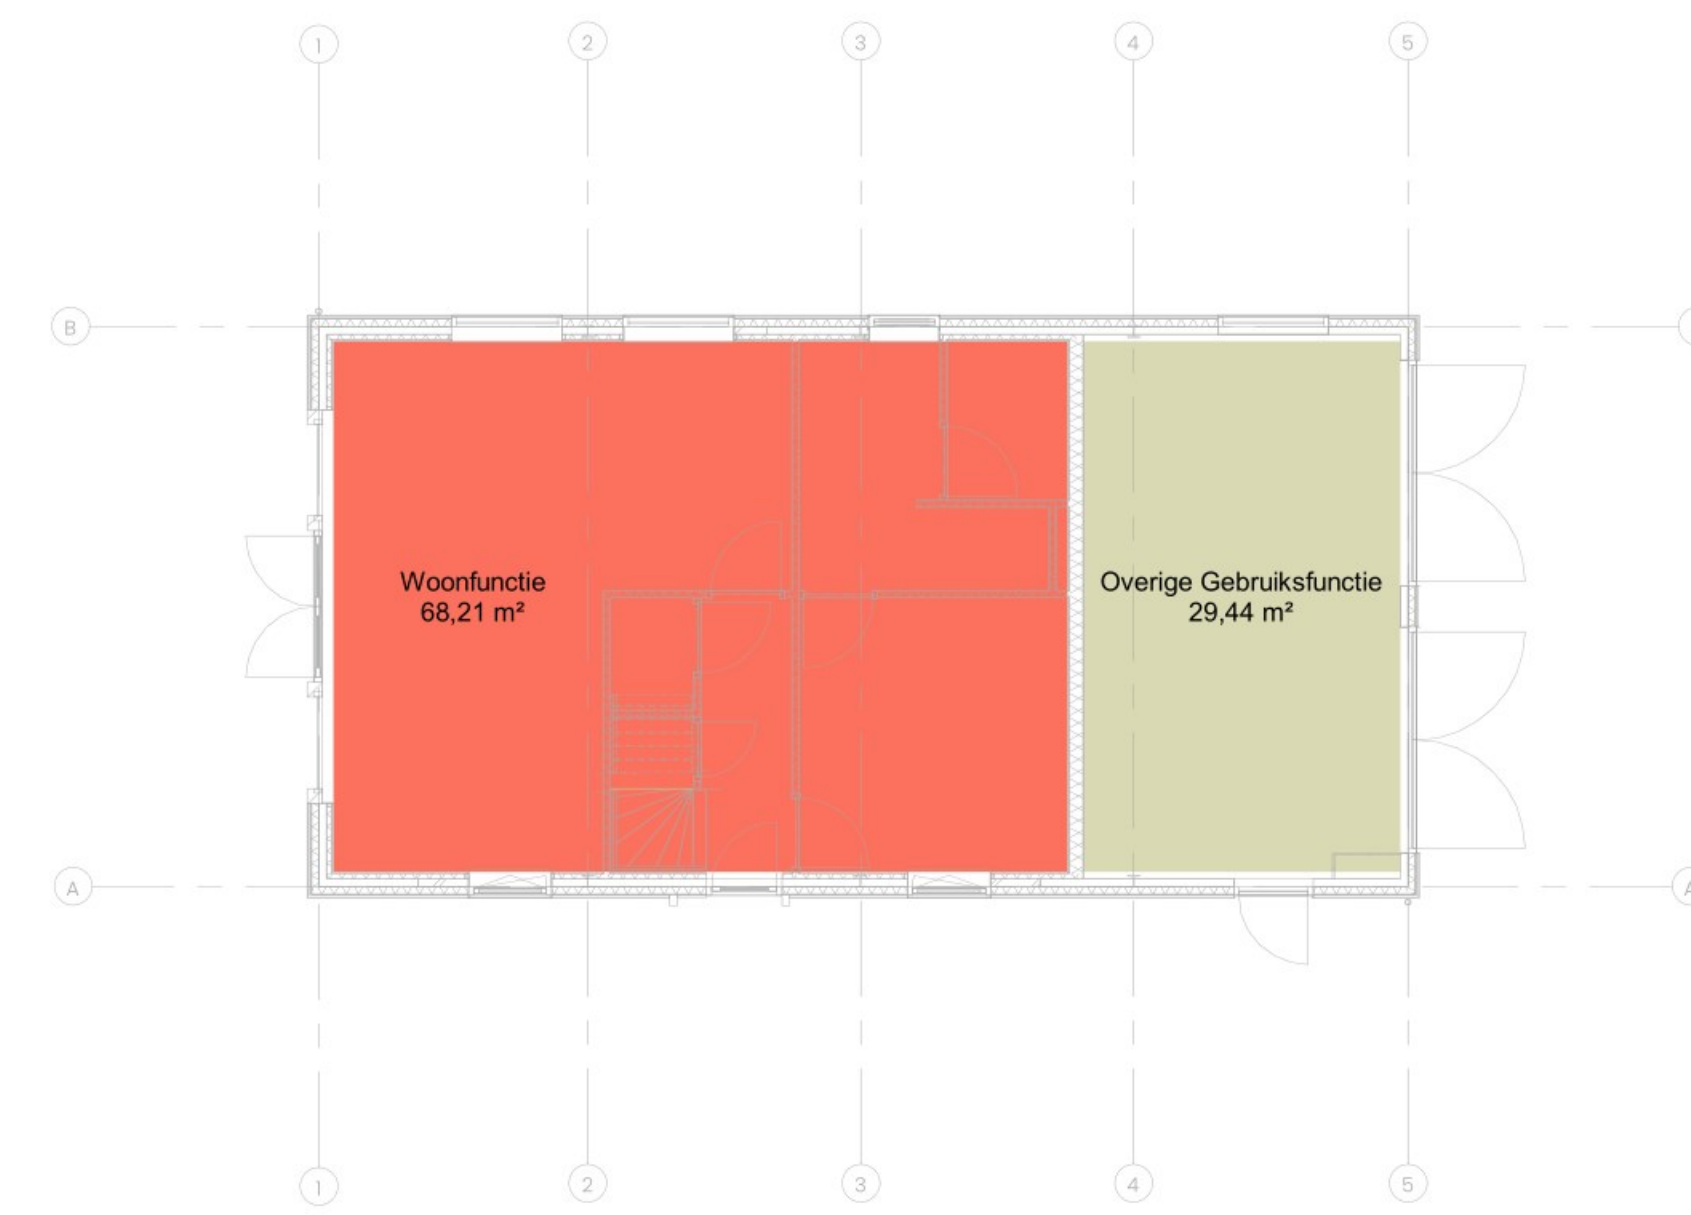 1 2 3 4 5
B
Woonfunctie
68,21 m²
Overige Gebruiksfunctie
29,44 m²
A A
1 2 3 4 5